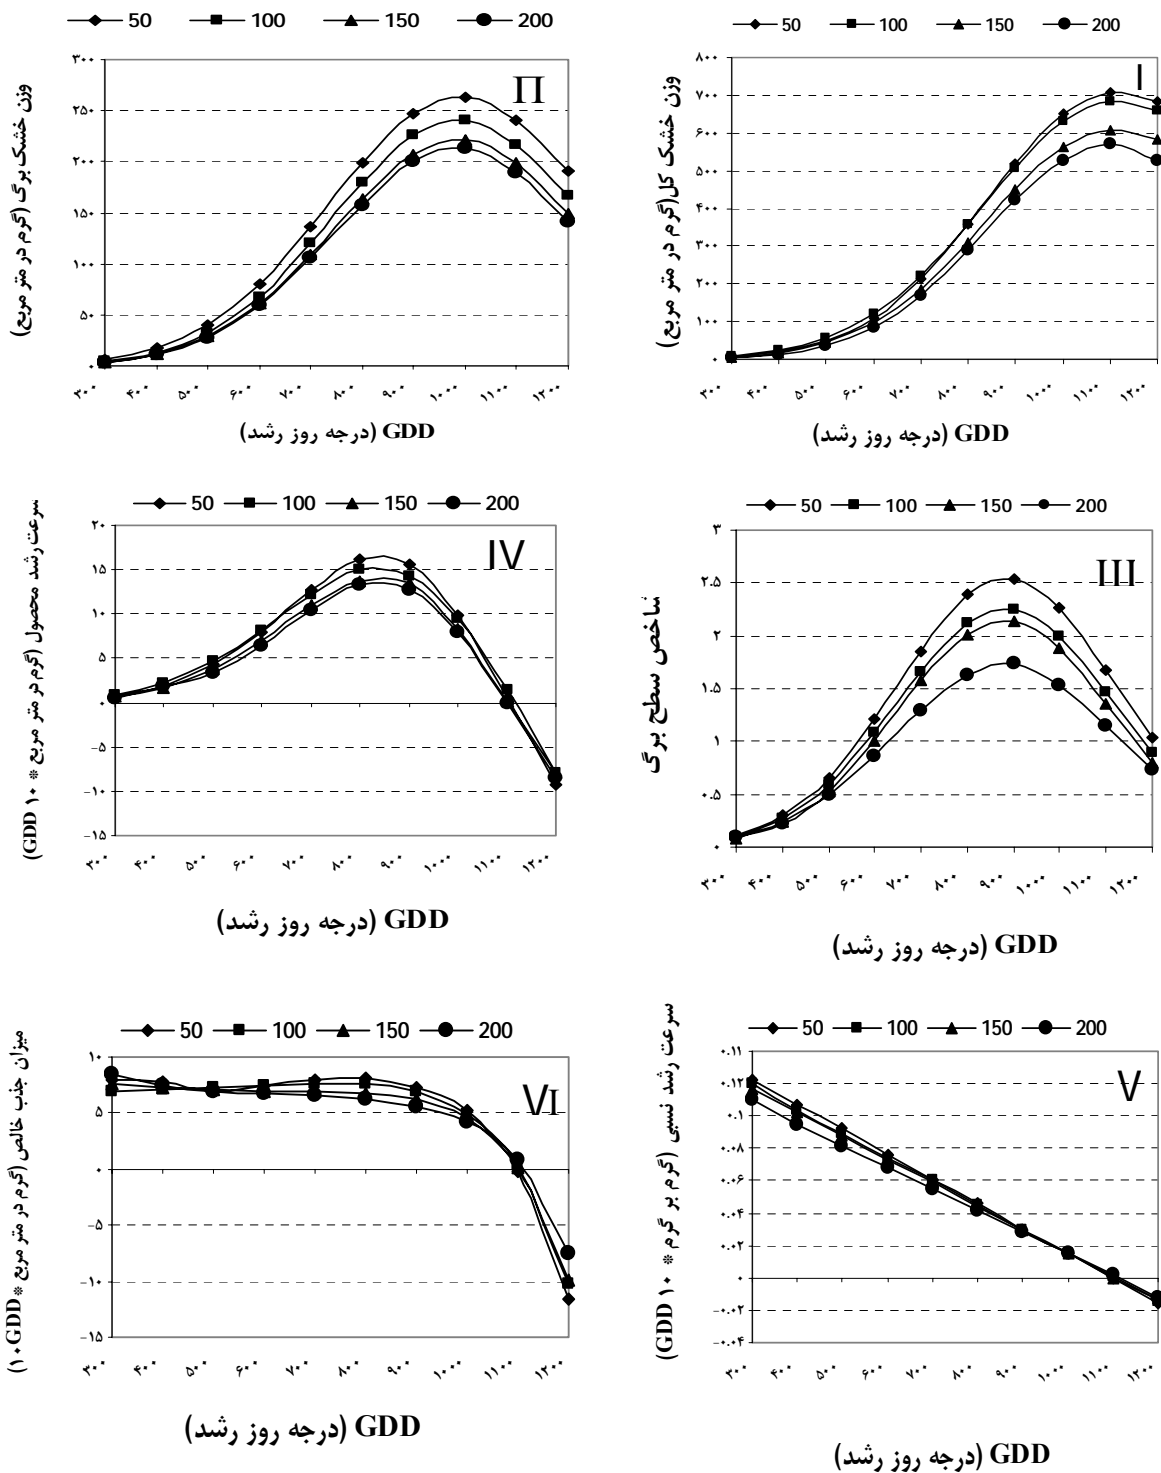 50 100 150 200
II
۳۰۰
۲۵۰
۲۰۰
۱۵۰
۱۰۰
۵۰
۰
وزن خشک برگ (گرم در متر مربع)
۳۰۰ ۴۰۰ ۵۰۰ ۶۰۰ ۷۰۰ ۸۰۰ ۹۰۰ ۱۰۰۰ ۱۱۰۰ ۱۲۰۰
GDD (درجه روز رشد)
50 100 150 200
I
۸۰۰
۷۰۰
۶۰۰
۵۰۰
۴۰۰
۳۰۰
۲۰۰
۱۰۰
۰
وزن خشک کل(گرم در متر مربع)
۳۰۰ ۴۰۰ ۵۰۰ ۶۰۰ ۷۰۰ ۸۰۰ ۹۰۰ ۱۰۰۰ ۱۱۰۰ ۱۲۰۰
GDD (درجه روز رشد)
50 100 150 200
IV
۲۰
۱۵
۱۰
۵
۰
-۵
-۱۰
-۱۵
سرعت رشد محصول (گرم در متر مربع * ۱۰ GDD)
۳۰۰ ۴۰۰ ۵۰۰ ۶۰۰ ۷۰۰ ۸۰۰ ۹۰۰ ۱۰۰۰ ۱۱۰۰ ۱۲۰۰
GDD (درجه روز رشد)
50 100 150 200
III
۳
۲.۵
۲
۱.۵
۱
۰.۵
۰
شاخص سطح برگ
۳۰۰ ۴۰۰ ۵۰۰ ۶۰۰ ۷۰۰ ۸۰۰ ۹۰۰ ۱۰۰۰ ۱۱۰۰ ۱۲۰۰
GDD (درجه روز رشد)
50 100 150 200
VI
۱۰
۵
۰
-۵
-۱۰
-۱۵
میزان جذب خالص (گرم در متر مربع *۱۰GDD)
۳۰۰ ۴۰۰ ۵۰۰ ۶۰۰ ۷۰۰ ۸۰۰ ۹۰۰ ۱۰۰۰ ۱۱۰۰ ۱۲۰۰
GDD (درجه روز رشد)
50 100 150 200
V
۰.۱۱
۰.۱۲
۰.۱
۰.۰۸
۰.۰۶
۰.۰۴
۰.۰۲
۰
-۰.۰۲
-۰.۰۴
سرعت رشد نسبی (گرم بر گرم * ۱۰ GDD)
۳۰۰ ۴۰۰ ۵۰۰ ۶۰۰ ۷۰۰ ۸۰۰ ۹۰۰ ۱۰۰۰ ۱۱۰۰ ۱۲۰۰
GDD (درجه روز رشد)